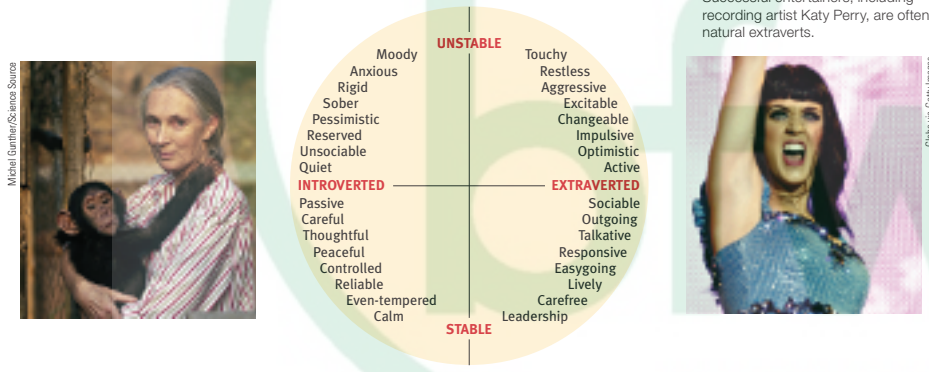 recording artist Katy Perry, are often
natural extraverts.
Michel Gunther/Science Source
UNSTABLE
Moody
Anxious
Rigid
Sober
Pessimistic
Reserved
Unsociable
Quiet
Touchy
Restless
Aggressive
Excitable
Changeable
Impulsive
Optimistic
Active
INTROVERTED
EXTRAVERTED
Passive
Careful
Thoughtful
Peaceful
Controlled
Reliable
Even-tempered
Calm
Sociable
Outgoing
Talkative
Responsive
Easygoing
Lively
Carefree
Leadership
STABLE